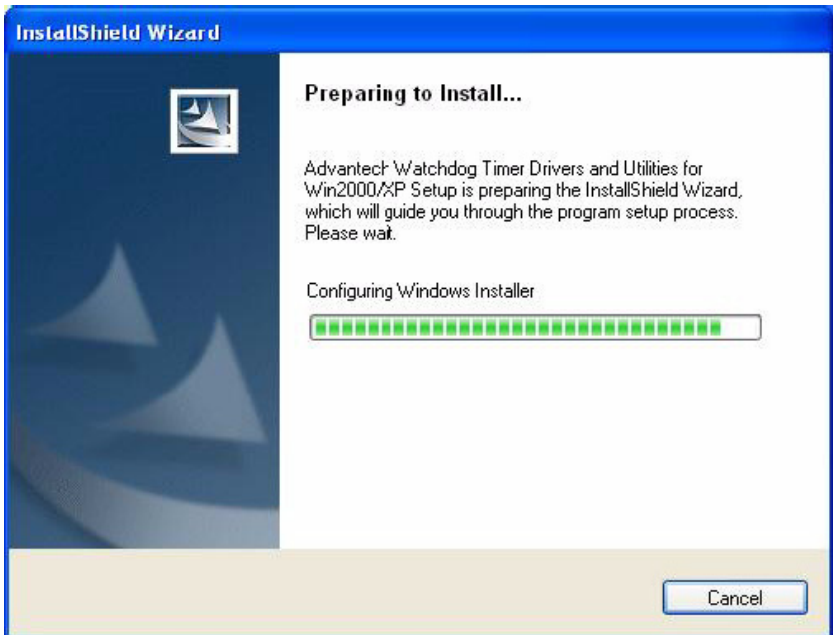 InstallShield Wizard
Preparing to Install...
Advantech Watchdog Timer Drivers and Utilities for
Win2000/XP Setup is preparing the InstallShield Wizard,
which will guide you through the program setup process.
Please wait.
Configuring Windows Installer
Cancel